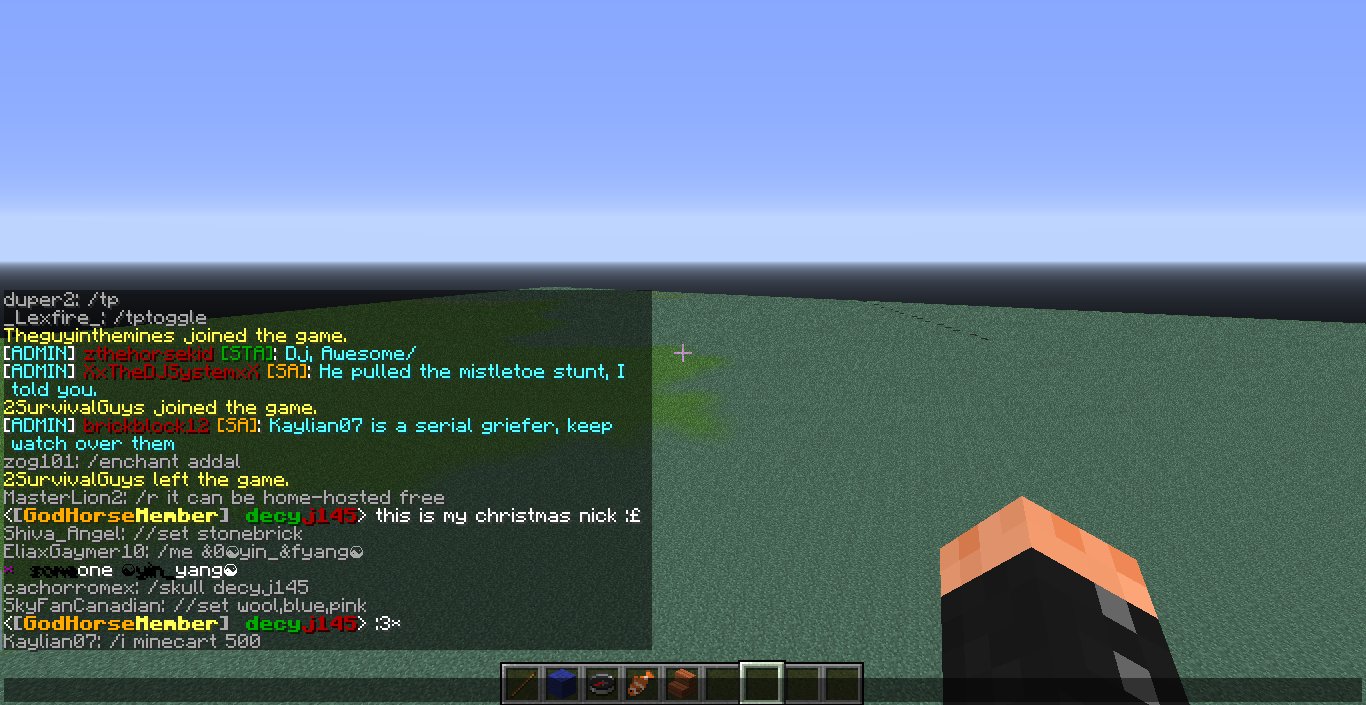 duper2: /tp
_Lexfire_: /tptoggle
Theguyinthemines joined the game.
[ADMIN] zthehorsekid [STA]: Dj, Awesome/
[ADMIN] XxTheDJSystemxX [SA]: He pulled the mistletoe stunt, I
told you.
2SurvivalGuys joined the game.
[ADMIN] brickblock12 [SA]: Kaylian07 is a serial griefer, keep
watch over them
zog101: /enchant addal
2SurvivalGuys left the game.
MasterLion2: /r it can be home-hosted free
<[GodHorseMember] decyj145> this is my christmas nick :£
Shiva_Angel: //set stonebrick
EliaxGaymer10: /me &0☯yin_&fyang☯
* someone ☯yin_yang☯
cachorromex: /skull decyj145
SkyFanCanadian: //set wool,blue,pink
<[GodHorseMember] decyj145> :3*
Kaylian07: /i minecart 500